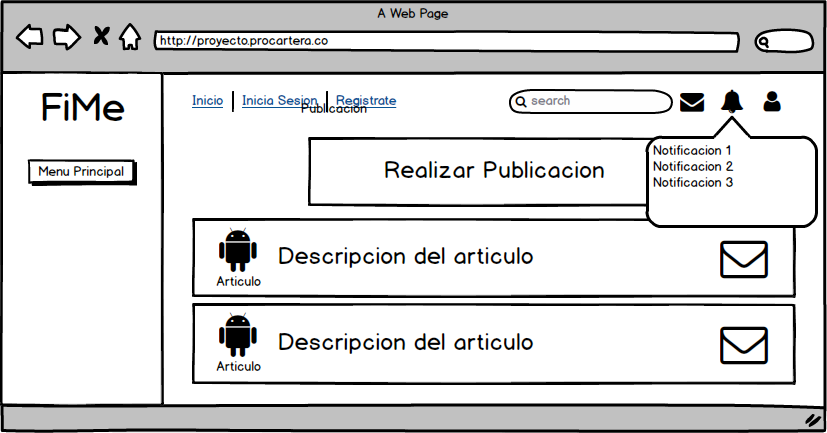 A Web Page
http://proyecto.procartera.co
FiMe
Inicio
Inicia Sesion
Registrate
search
Publicacion
Menu Principal
Realizar Publicacion
Notificacion 1
Notificacion 2
Notificacion 3
Descripcion del articulo
Articulo
Descripcion del articulo
Articulo